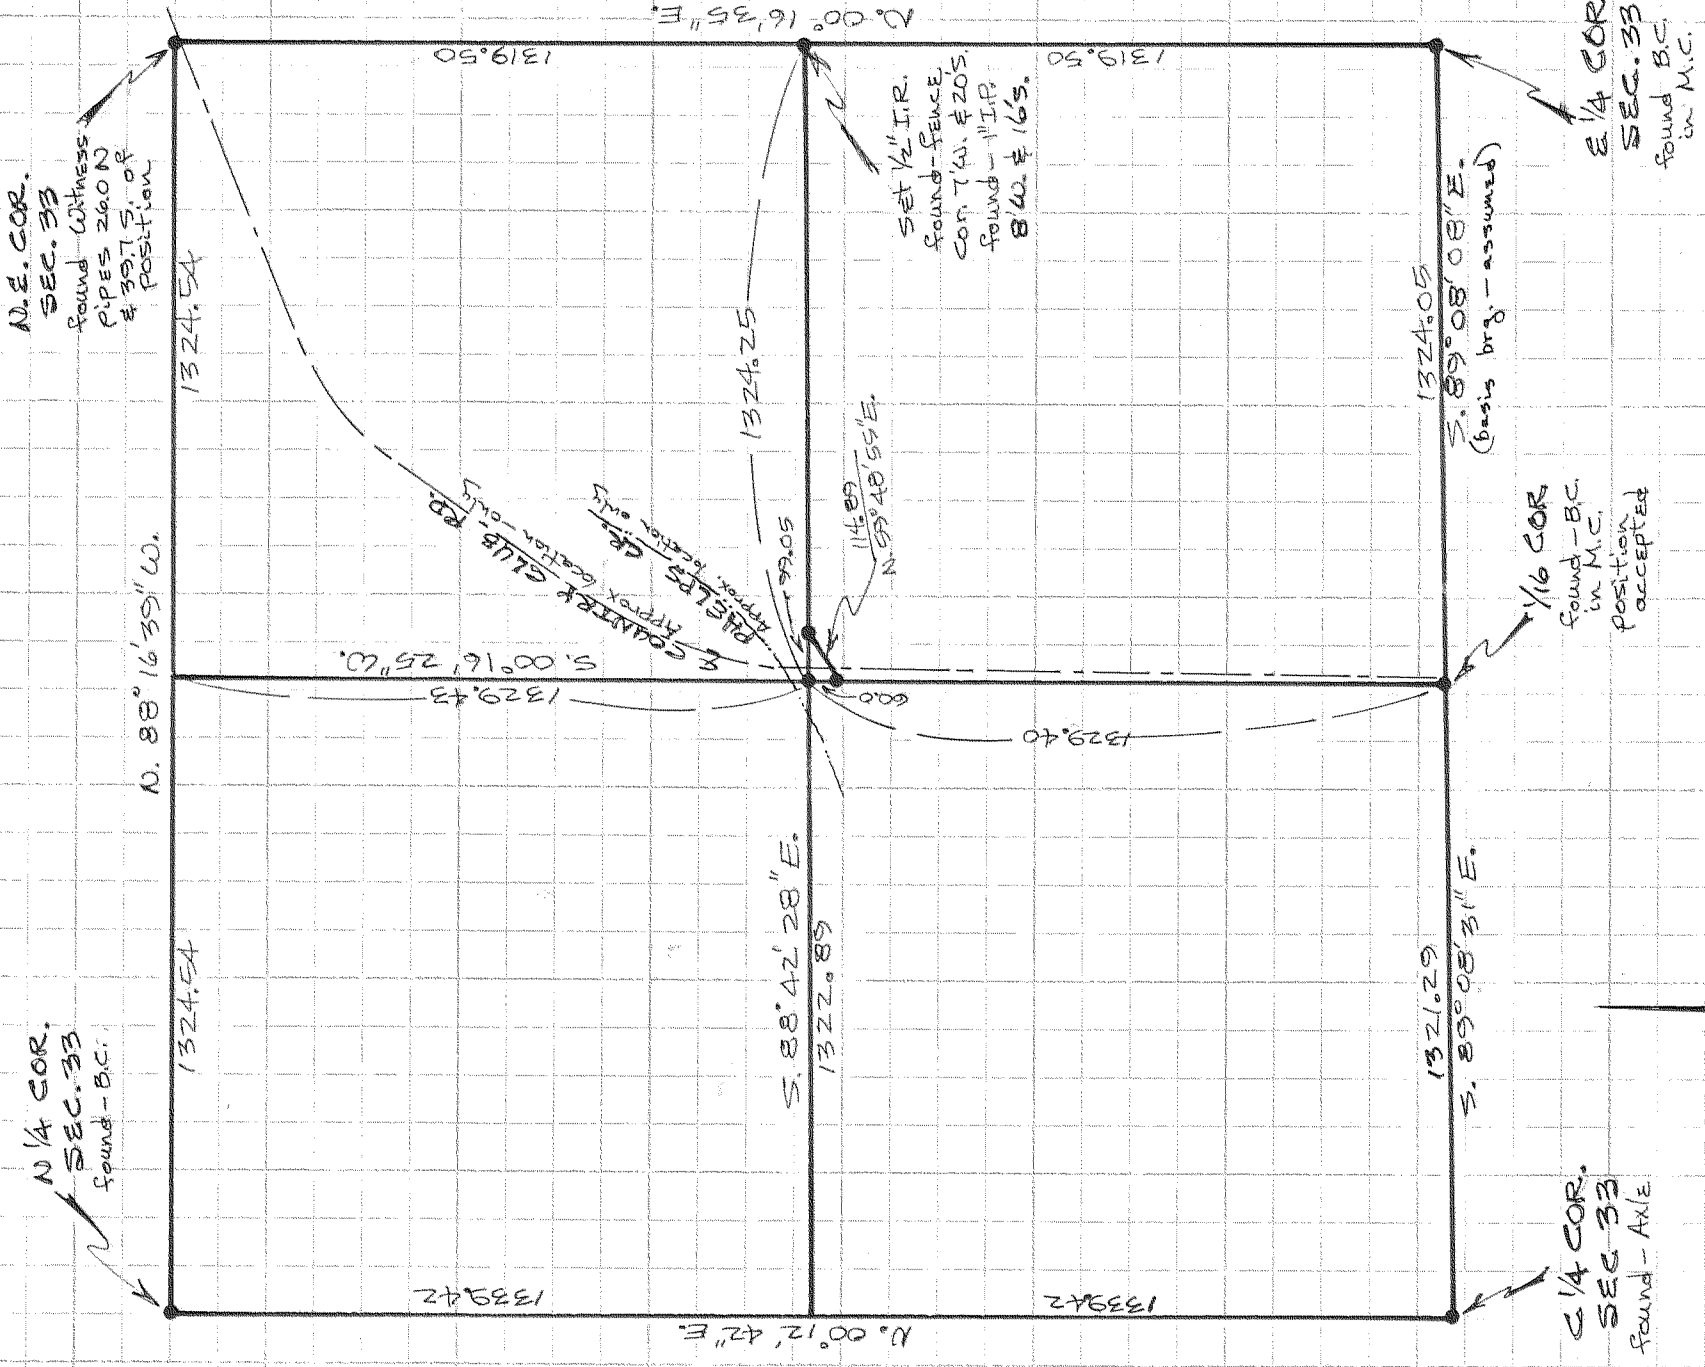 N 1/4 COR.
SEC. 33
found - B.C.
N. 88° 16' 39" W.
N.E. COR.
SEC. 33
found witness
pipes 26.0 N
& 39.7 S. of
position
1324.54
1324.54
N. 00° 16' 35" E.
1319.50
1319.50
S. 00° 16' 25" W.
1329.43
1329.40
60.0
℄ COUNTRY CLUB RD.
Approx location - only
PHELPS CR.
Approx. location only
1324.25
99.05
114.89
N 59° 48' 55" E.
SET 1/2" I.R.
found - fence
cor. 7'W. & 20'S.
found - 1" I.P.
8'W. & 16'S.
S. 88° 42' 28" E.
1322.89
1339.42
1339.42
N. 00° 12' 42" E.
1321.29
S. 89° 08' 31" E.
1324.05
S. 89° 08' 08" E.
(basis brg. - assumed)
C 1/4 COR.
SEC 33
found - Axle
1/16 COR.
found - B.C.
in M.C.
position
accepted
E 1/4 COR
SEC. 33
found B.C.
in M.C.